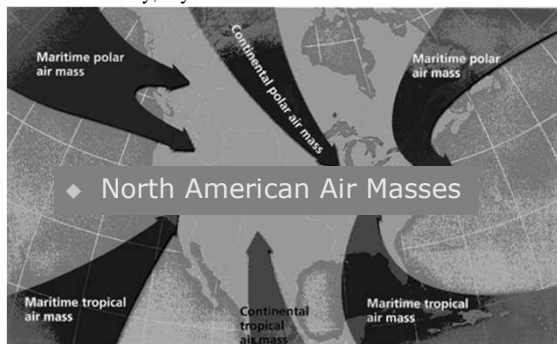 Maritime polar
air mass
Continental polar air mass
Maritime polar
air mass
◆ North American Air Masses
Maritime tropical
air mass
Continental
tropical
air mass
Maritime tropical
air mass